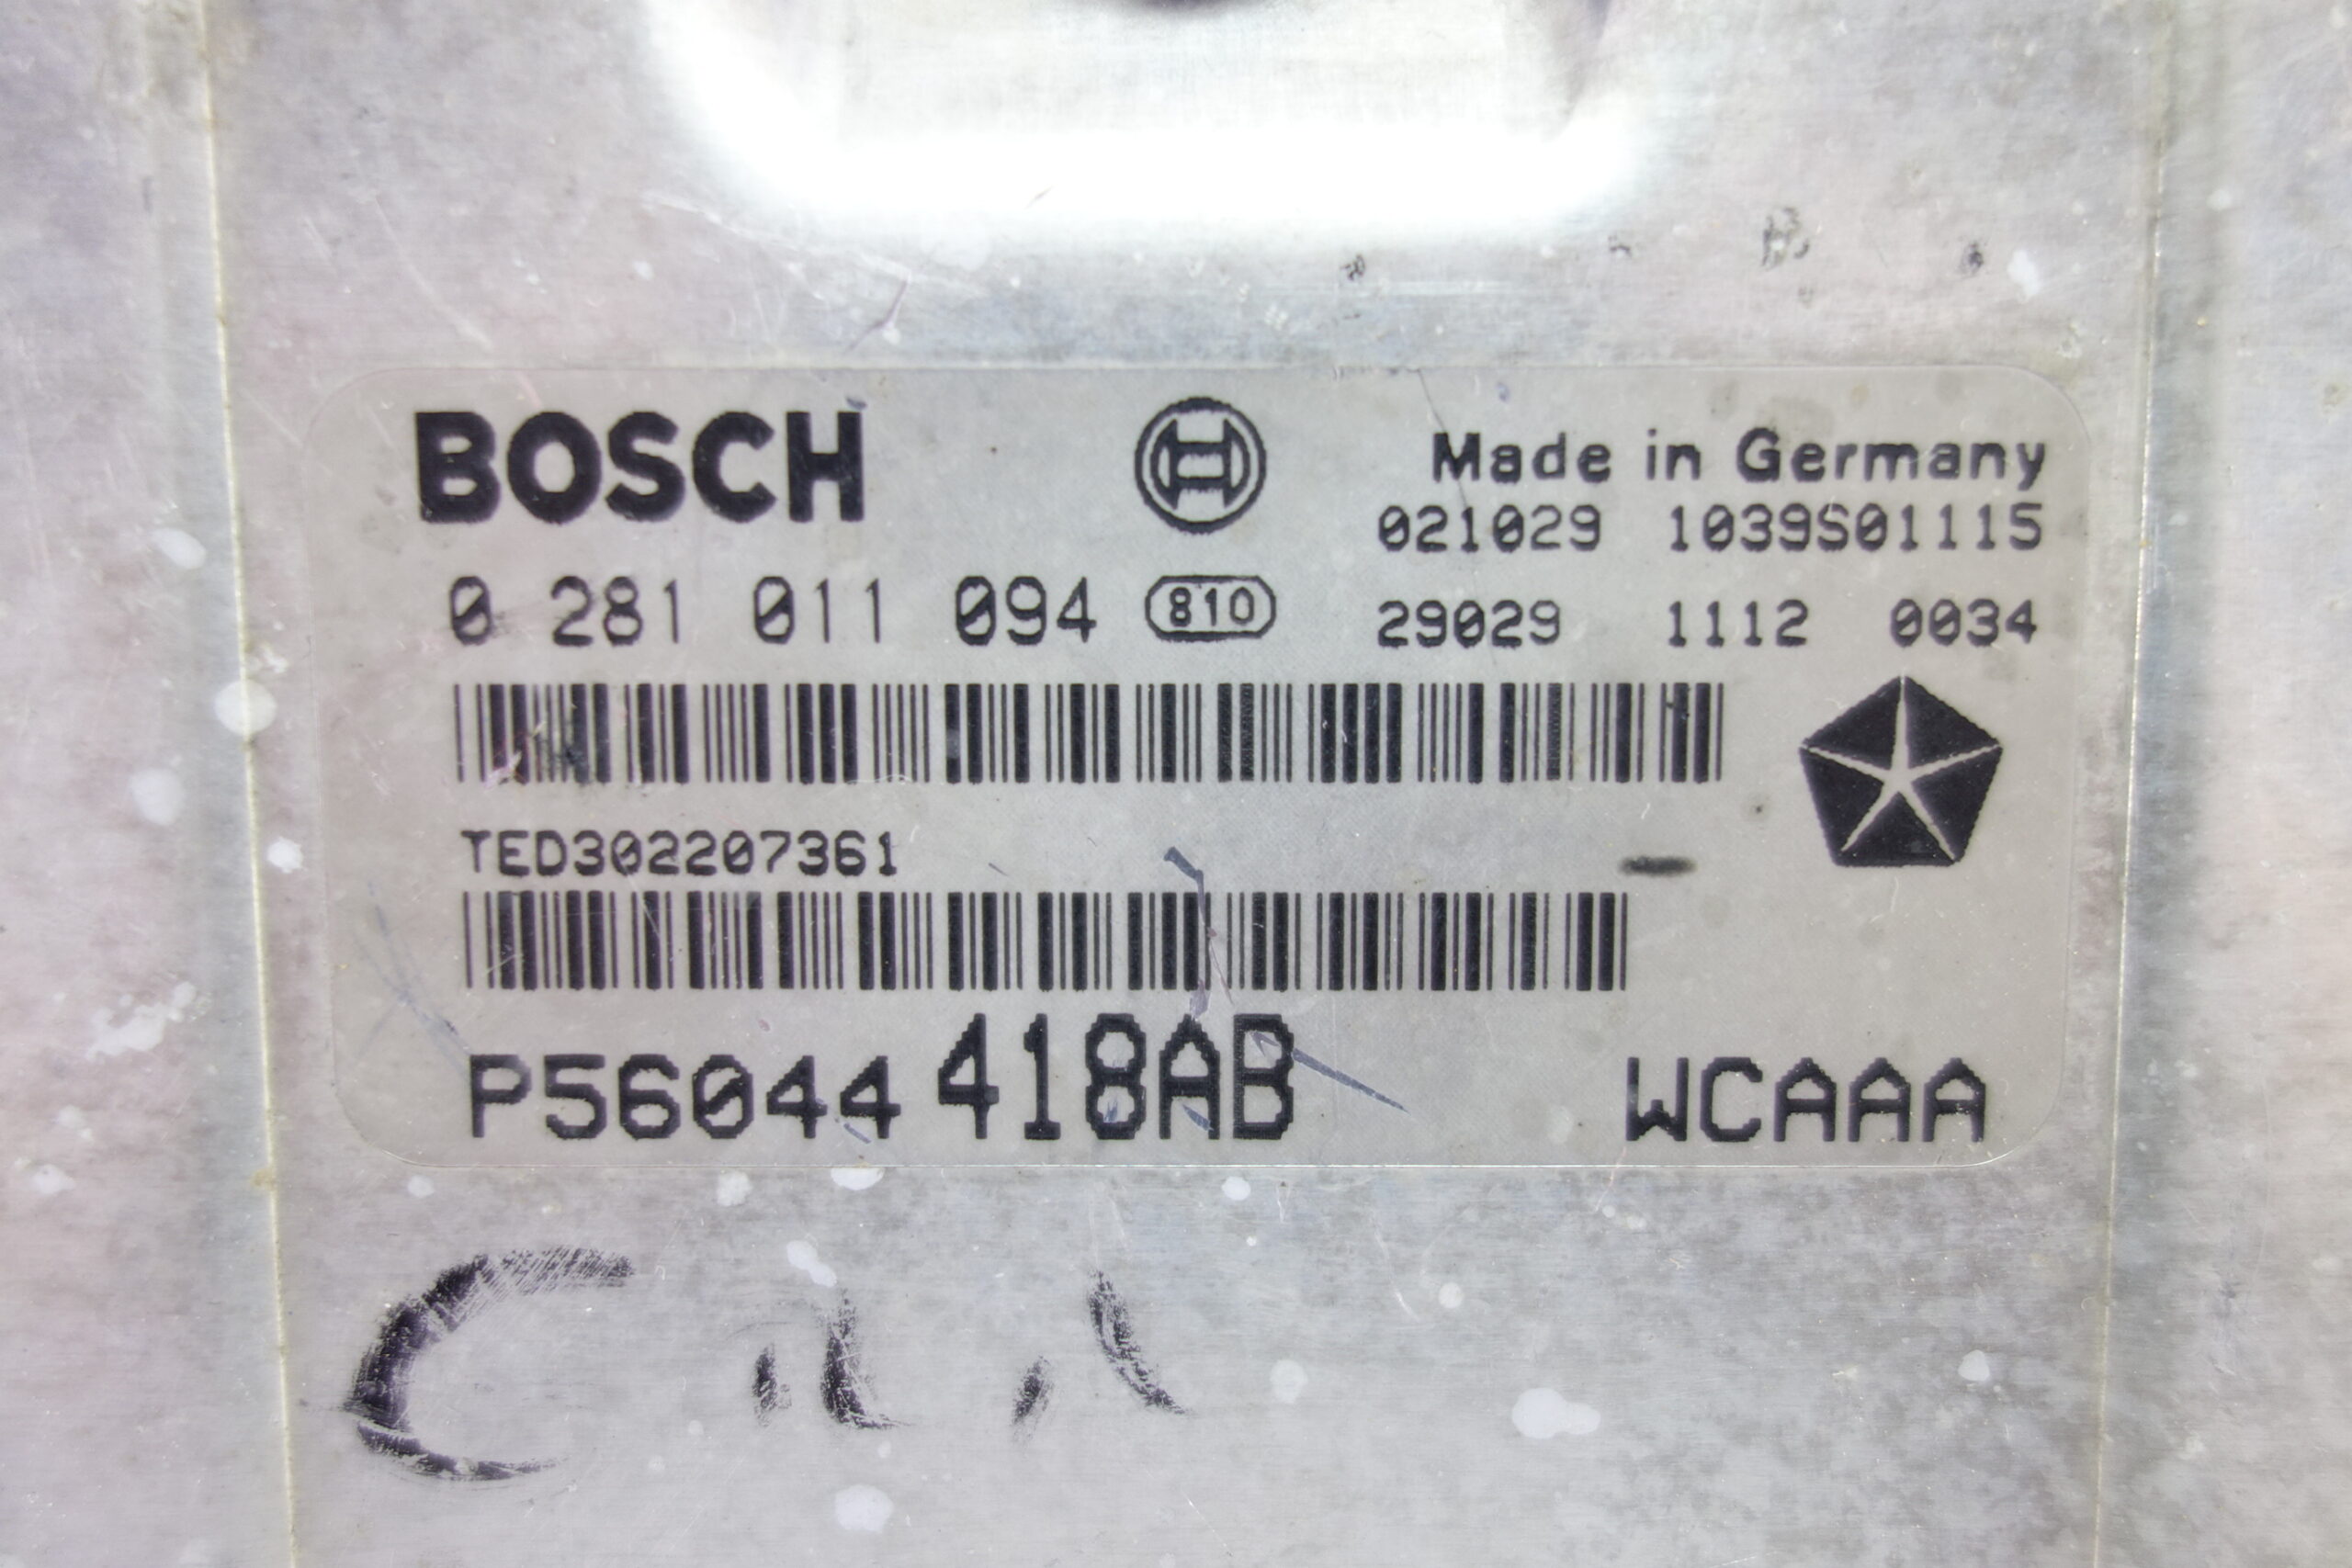 BOSCH
Made in Germany
021029 1039S01115
0 281 011 094 810 29029 1112 0034
TED302207361
P56044418AB WCAAA